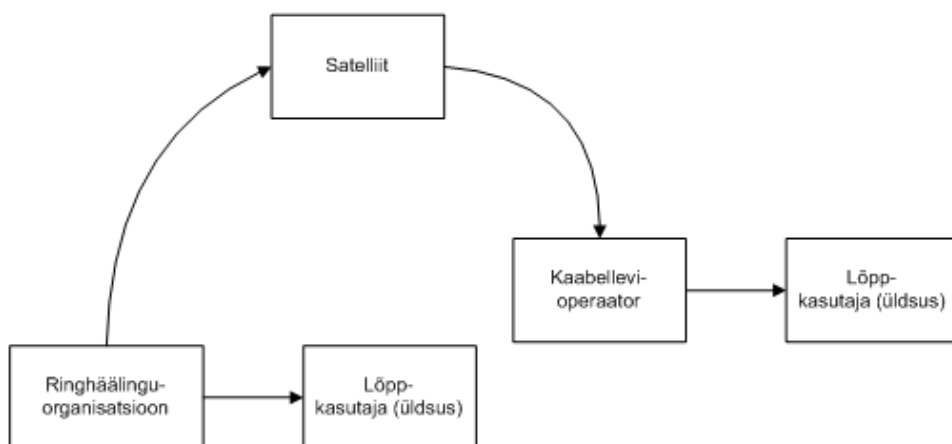 Satelliit
Kaabellevi-
operaator
Lõpp-
kasutaja (üldsus)
Ringhäälingu-
organisatsioon
Lõpp-
kasutaja (üldsus)